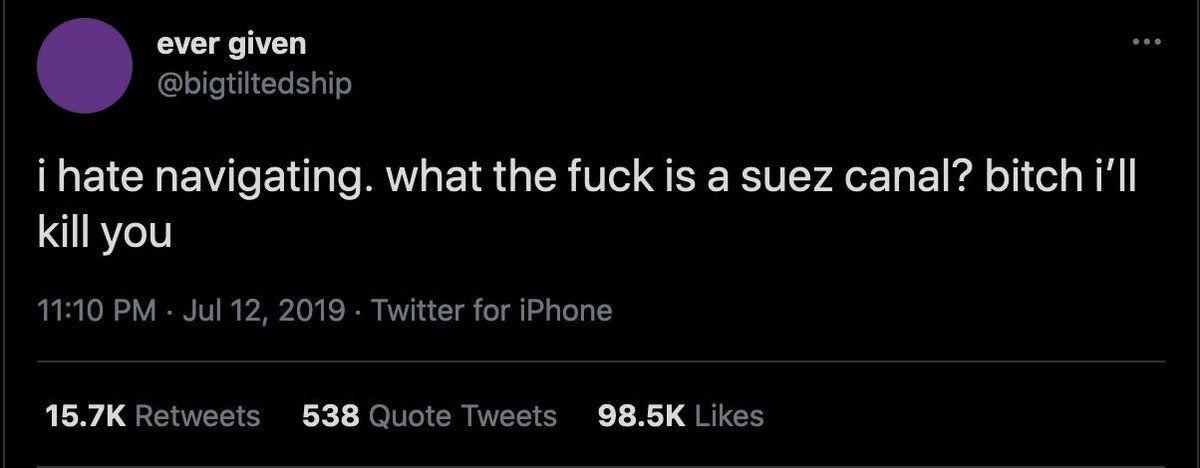 ever given
@bigtiltedship
i hate navigating. what the fuck is a suez canal? bitch i’ll
kill you
11:10 PM · Jul 12, 2019 · Twitter for iPhone
15.7K Retweets 538 Quote Tweets 98.5K Likes